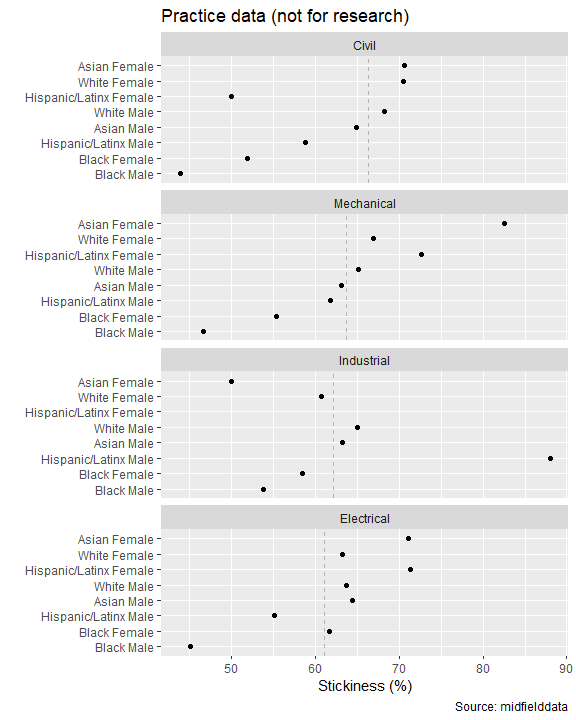 Practice data (not for research)
Civil
Asian Female
White Female
Hispanic/Latinx Female
White Male
Asian Male
Hispanic/Latinx Male
Black Female
Black Male
Mechanical
Asian Female
White Female
Hispanic/Latinx Female
White Male
Asian Male
Hispanic/Latinx Male
Black Female
Black Male
Industrial
Asian Female
White Female
Hispanic/Latinx Female
White Male
Asian Male
Hispanic/Latinx Male
Black Female
Black Male
Electrical
Asian Female
White Female
Hispanic/Latinx Female
White Male
Asian Male
Hispanic/Latinx Male
Black Female
Black Male
50 60 70 80 90
Stickiness (%)
Source: midfielddata